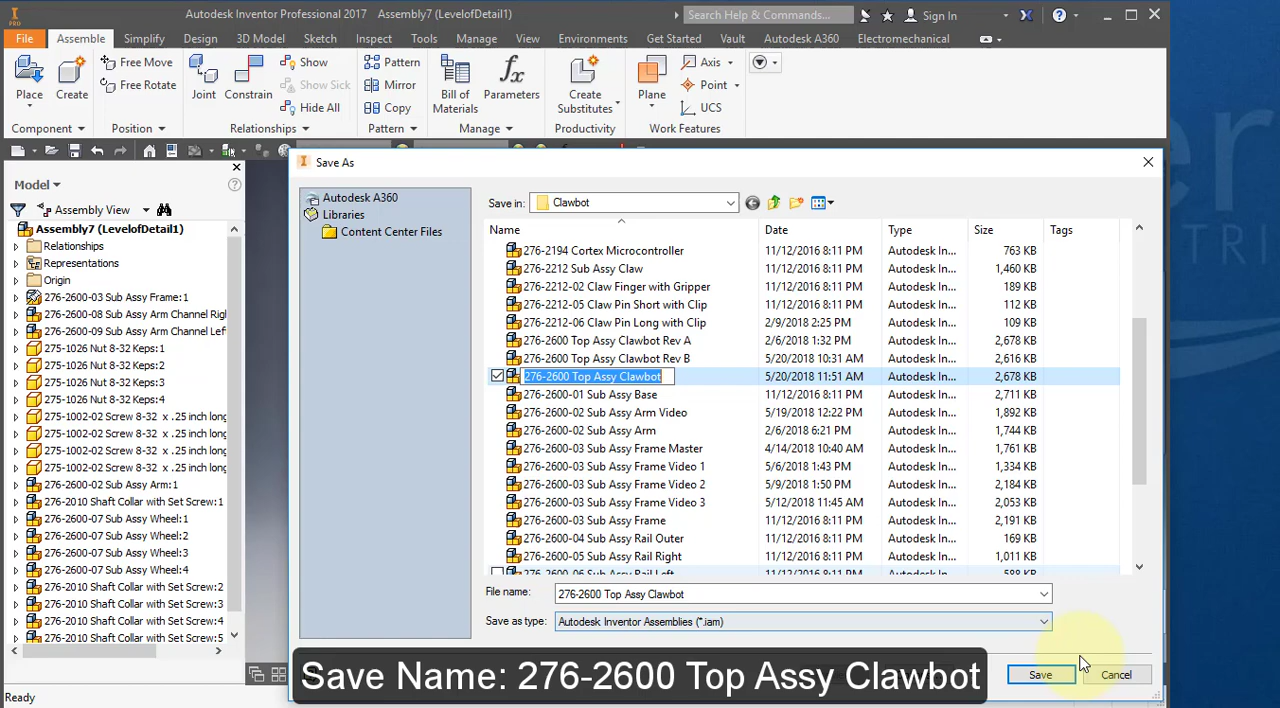 Autodesk Inventor Professional 2017 Assembly7 (LevelofDetail1)
Search Help & Commands...
Sign In
PRO
File Assemble Simplify Design 3D Model Sketch Inspect Tools Manage View Environments Get Started Vault Autodesk A360 Electromechanical
Place
Create
Free Move
Free Rotate
Joint
Constrain
Show
Show Sick
Hide All
Pattern
Mirror
Copy
Bill of
Materials
fx
Parameters
Create
Substitutes
Plane
Axis
Point
UCS
Component Position Relationships Pattern Manage Productivity Work Features
Model
Assembly View
Assembly7 (LevelofDetail1)
Relationships
Representations
Origin
276-2600-03 Sub Assy Frame:1
276-2600-08 Sub Assy Arm Channel Rig
276-2600-09 Sub Assy Arm Channel Left
275-1026 Nut 8-32 Keps:1
275-1026 Nut 8-32 Keps:2
275-1026 Nut 8-32 Keps:3
275-1026 Nut 8-32 Keps:4
275-1002-02 Screw 8-32 x .25 inch long
275-1002-02 Screw 8-32 x .25 inch long
275-1002-02 Screw 8-32 x .25 inch long
275-1002-02 Screw 8-32 x .25 inch long
276-2600-02 Sub Assy Arm:1
276-2010 Shaft Collar with Set Screw:1
276-2600-07 Sub Assy Wheel:1
276-2600-07 Sub Assy Wheel:2
276-2600-07 Sub Assy Wheel:3
276-2600-07 Sub Assy Wheel:4
276-2010 Shaft Collar with Set Screw:2
276-2010 Shaft Collar with Set Screw:3
276-2010 Shaft Collar with Set Screw:4
276-2010 Shaft Collar with Set Screw:5
Ready
Save As
Autodesk A360
Libraries
Content Center Files
Save in: Clawbot
Name Date Type Size Tags
276-2194 Cortex Microcontroller 11/12/2016 8:11 PM Autodesk In... 763 KB
276-2212 Sub Assy Claw 11/12/2016 8:11 PM Autodesk In... 1,460 KB
276-2212-02 Claw Finger with Gripper 11/12/2016 8:11 PM Autodesk In... 189 KB
276-2212-05 Claw Pin Short with Clip 11/12/2016 8:11 PM Autodesk In... 112 KB
276-2212-06 Claw Pin Long with Clip 2/9/2018 2:25 PM Autodesk In... 109 KB
276-2600 Top Assy Clawbot Rev A 2/6/2018 1:32 PM Autodesk In... 2,678 KB
276-2600 Top Assy Clawbot Rev B 5/20/2018 10:31 AM Autodesk In... 2,616 KB
276-2600 Top Assy Clawbot 5/20/2018 11:51 AM Autodesk In... 2,678 KB
276-2600-01 Sub Assy Base 11/12/2016 8:11 PM Autodesk In... 2,711 KB
276-2600-02 Sub Assy Arm Video 5/19/2018 12:22 PM Autodesk In... 1,892 KB
276-2600-02 Sub Assy Arm 2/8/2018 6:21 PM Autodesk In... 1,744 KB
276-2600-03 Sub Assy Frame Master 4/14/2018 10:40 AM Autodesk In... 1,761 KB
276-2600-03 Sub Assy Frame Video 1 5/6/2018 1:43 PM Autodesk In... 1,334 KB
276-2600-03 Sub Assy Frame Video 2 5/9/2018 1:50 PM Autodesk In... 2,184 KB
276-2600-03 Sub Assy Frame Video 3 5/12/2018 11:45 AM Autodesk In... 2,053 KB
276-2600-03 Sub Assy Frame 11/12/2016 8:11 PM Autodesk In... 2,191 KB
276-2600-04 Sub Assy Rail Outer 11/12/2016 8:11 PM Autodesk In... 169 KB
276-2600-05 Sub Assy Rail Right 11/12/2016 8:11 PM Autodesk In... 1,011 KB
276-2600-06 Sub Assy Rail Left 11/12/2016 8:11 PM Autodesk In... 588 KB
File name: 276-2600 Top Assy Clawbot
Save as type: Autodesk Inventor Assemblies (*.iam)
Save Cancel
Save Name: 276-2600 Top Assy Clawbot